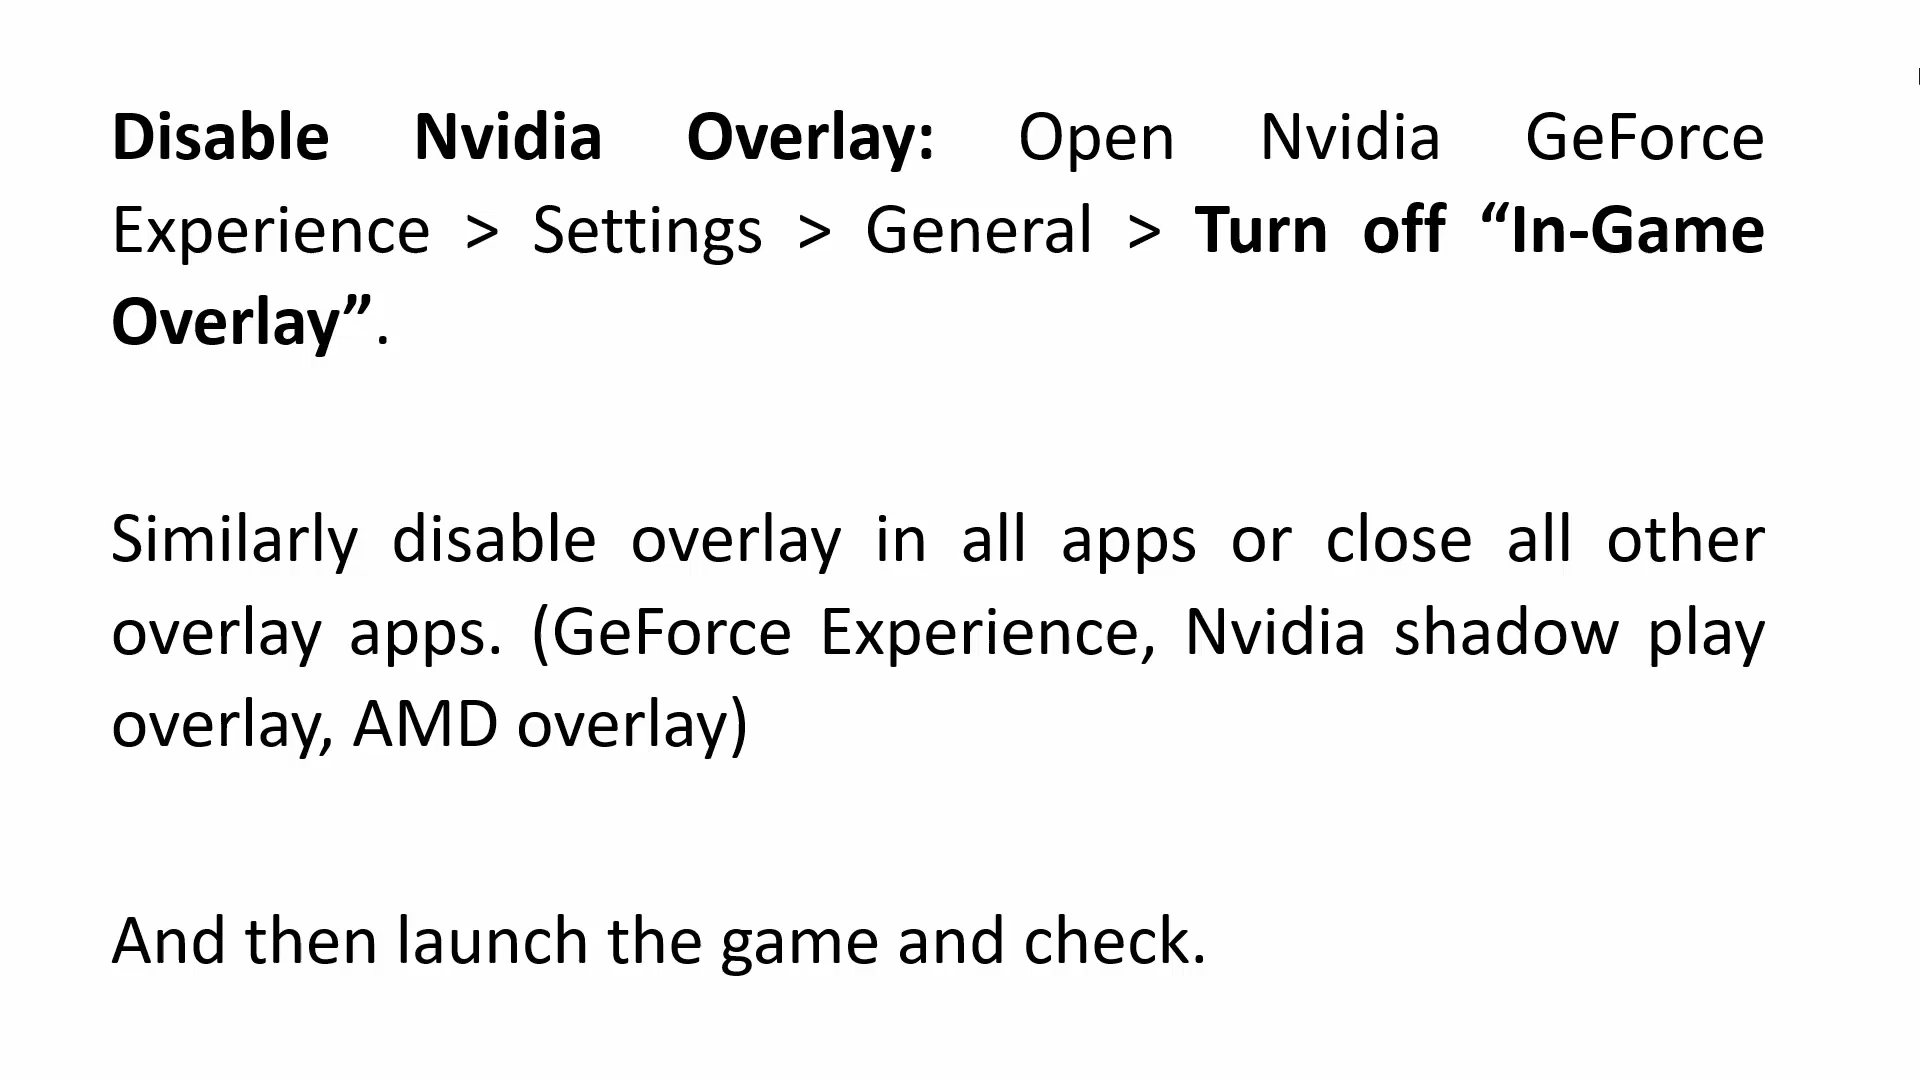 Disable Nvidia Overlay: Open Nvidia GeForce
Experience > Settings > General > Turn off “In-Game
Overlay”.
Similarly disable overlay in all apps or close all other
overlay apps. (GeForce Experience, Nvidia shadow play
overlay, AMD overlay)
And then launch the game and check.